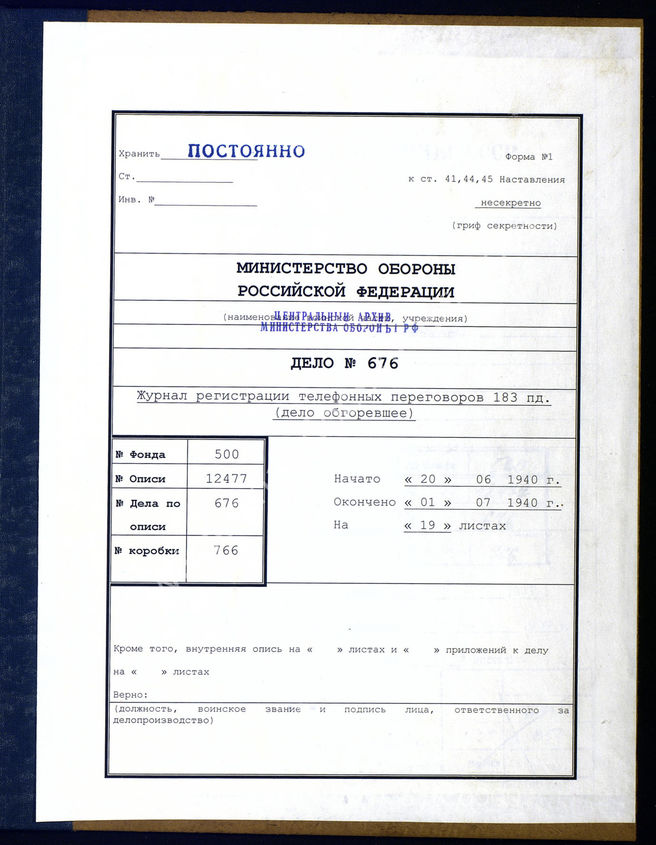 Хранить ПОСТОЯННО
Форма №1
Ст.
к ст. 41,44,45 Наставления
Инв. №
несекретно
(гриф секретности)
МИНИСТЕРСТВО ОБОРОНЫ
РОССИЙСКОЙ ФЕДЕРАЦИИ
ЦЕНТРАЛЬНЫЙ АРХИВ
(наименование воинской части, учреждения)
МИНИСТЕРСТВА ОБОРОНЫ РФ
ДЕЛО № 676
Журнал регистрации телефонных переговоров 183 пд.
(дело обгоревшее)
№ Фонда 500
№ Описи 12477
№ Дела по описи 676
№ коробки 766
Начато « 20 » 06 1940 г.
Окончено « 01 » 07 1940 г.
На « 19 » листах
Кроме того, внутренняя опись на « » листах и « » приложений к делу
на « » листах
Верно:
(должность, воинское звание и подпись лица, ответственного за
делопроизводство)